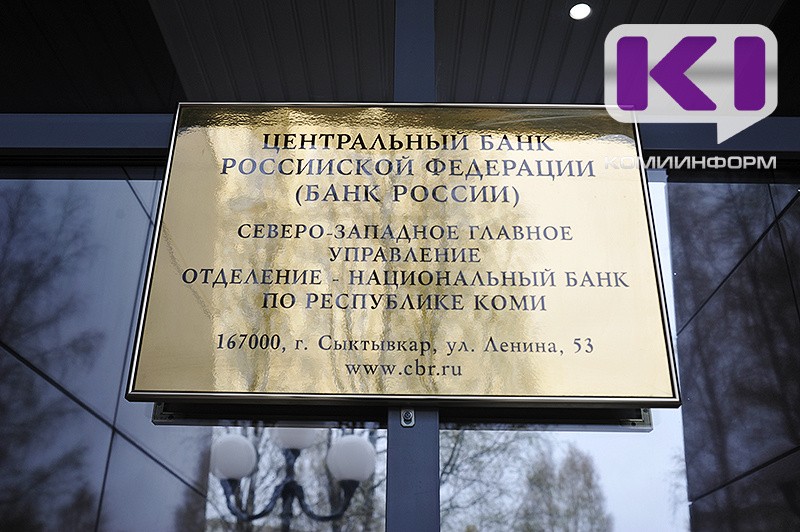 KI
КОМИИНФОРМ
ЦЕНТРАЛЬНЫЙ БАНК
РОССИЙСКОЙ ФЕДЕРАЦИИ
(БАНК РОССИИ)
СЕВЕРО-ЗАПАДНОЕ ГЛАВНОЕ
УПРАВЛЕНИЕ
ОТДЕЛЕНИЕ - НАЦИОНАЛЬНЫЙ БАНК
ПО РЕСПУБЛИКЕ КОМИ
167000, г. Сыктывкар, ул. Ленина, 53
www.cbr.ru